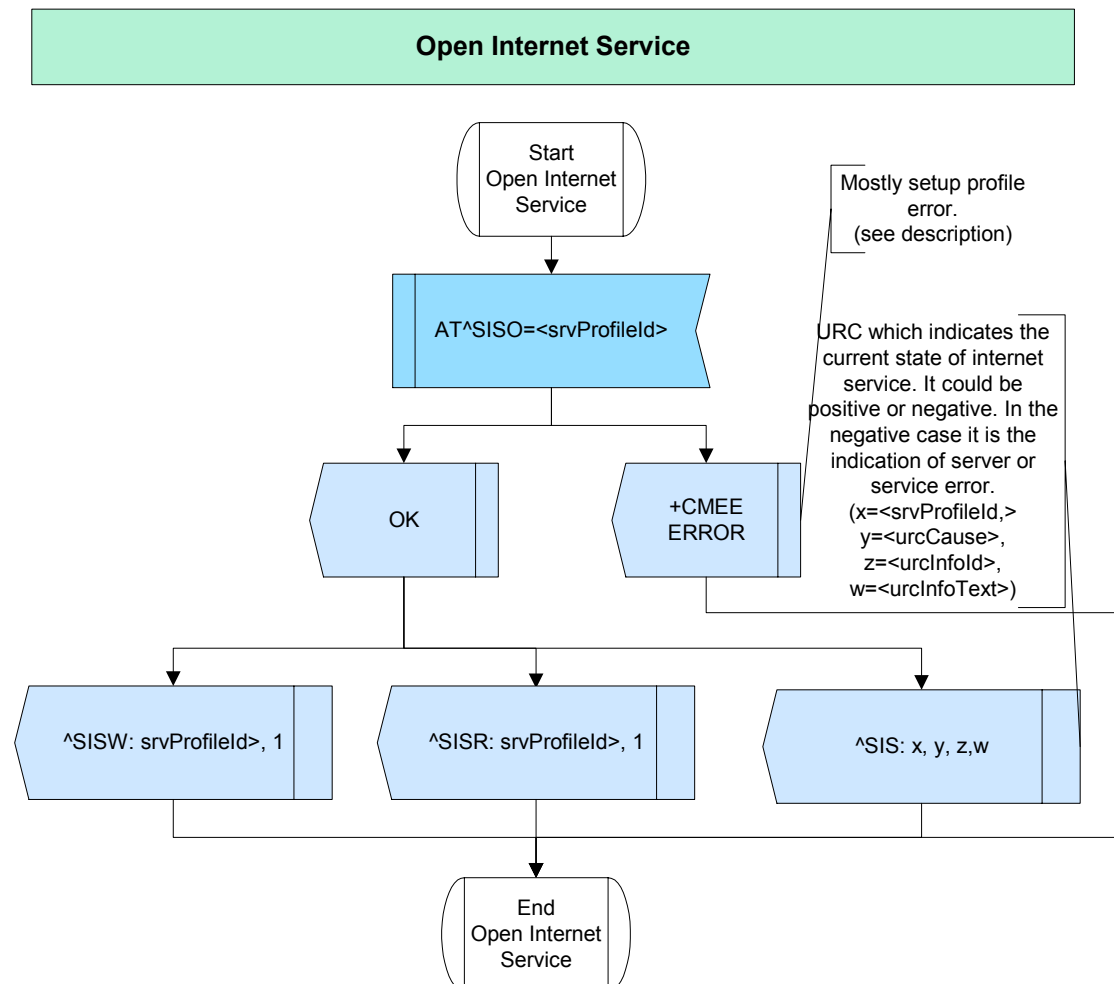 Open Internet Service
Start
Open Internet
Service
Mostly setup profile
error.
(see description)
AT^SISO=<srvProfileId>
URC which indicates the
current state of internet
service. It could be
positive or negative. In the
negative case it is the
indication of server or
service error.
(x=<srvProfileId,>
y=<urcCause>,
z=<urcInfoId>,
w=<urcInfoText>)
OK
+CMEE
ERROR
^SISW: srvProfileId>, 1
^SISR: srvProfileId>, 1
^SIS: x, y, z,w
End
Open Internet
Service